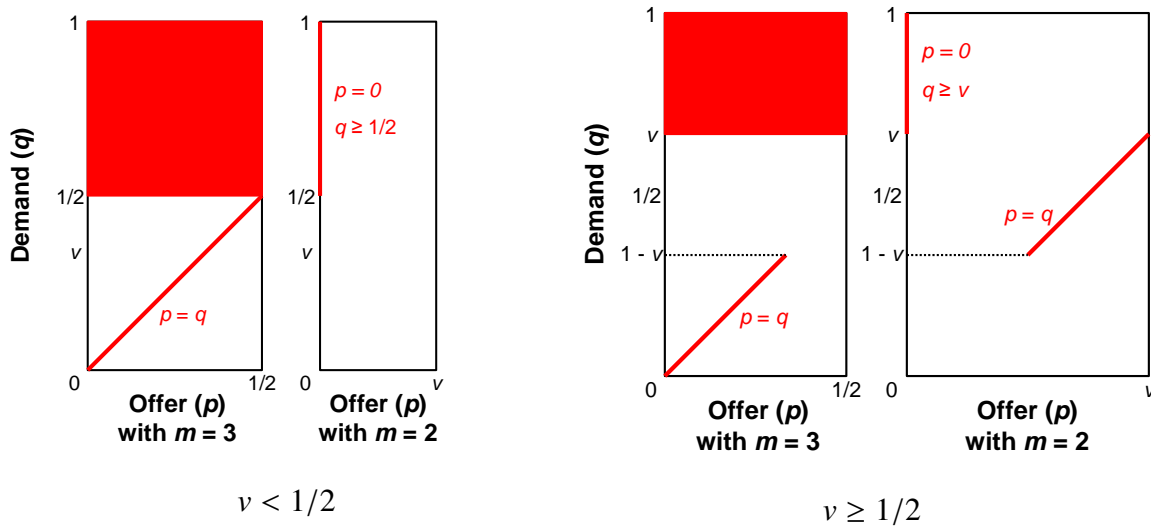 1
1/2
v
0
Demand (q)
p = q
1/2
Offer (p)
with m = 3
1
1/2
v
0
p = 0
q ≥ 1/2
v
Offer (p)
with m = 2
v < 1/2
1
v
1/2
1 - v
0
Demand (q)
p = q
1/2
Offer (p)
with m = 3
p = 0
q ≥ v
v
1/2
p = q
1 - v
0
v
Offer (p)
with m = 2
v ≥ 1/2